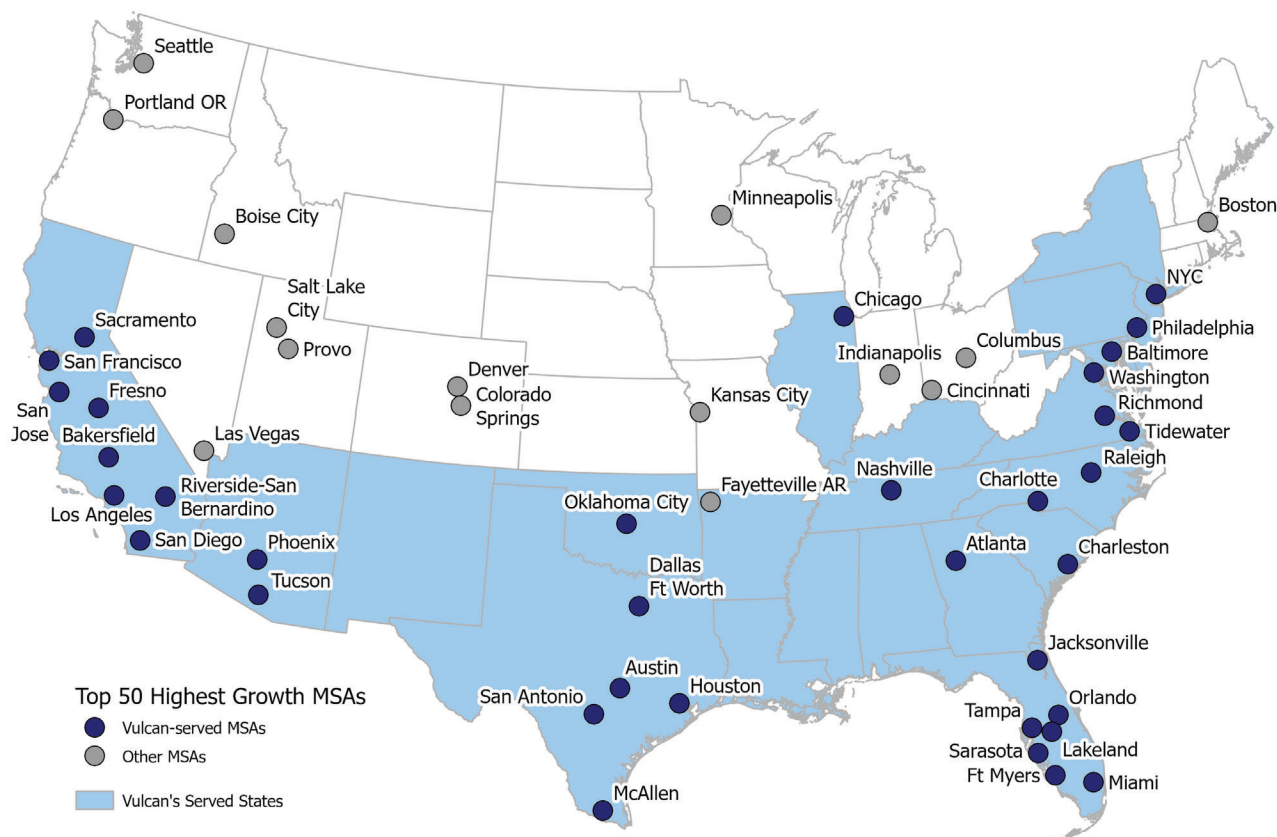 Seattle
Portland OR
Boise City
Minneapolis
Boston
Salt Lake
City
Provo
NYC
Chicago
Sacramento
Philadelphia
San Francisco
Columbus
Indianapolis
Baltimore
Denver
Colorado
Springs
Cincinnati
Washington
Fresno
Kansas City
Richmond
San
Jose
Bakersfield
Las Vegas
Tidewater
Raleigh
Nashville
Charlotte
Riverside-San
Bernardino
Fayetteville AR
Oklahoma City
Los Angeles
San Diego
Phoenix
Atlanta
Charleston
Tucson
Dallas
Ft Worth
Jacksonville
Austin
Houston
San Antonio
Orlando
Tampa
Lakeland
Sarasota
Ft Myers
Miami
McAllen
Top 50 Highest Growth MSAs
Vulcan-served MSAs
Other MSAs
Vulcan's Served States